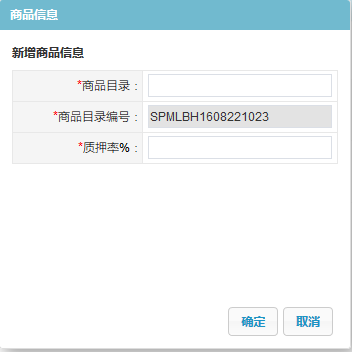 商品信息
新增商品信息
*商品目录：
*商品目录编号： SPMLBH1608221023
*质押率%：
确定 取消